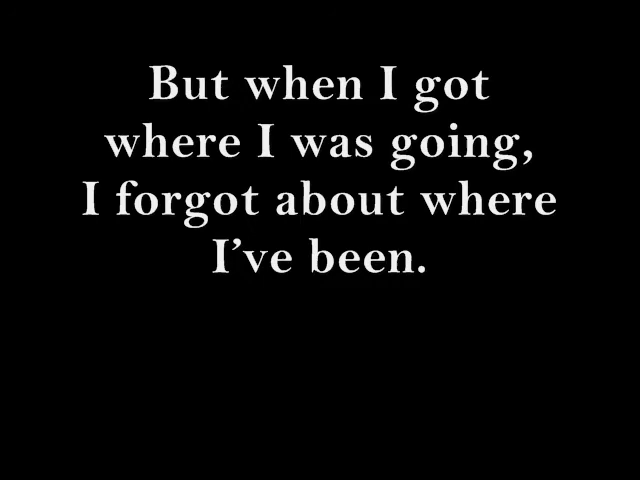 But when I got
where I was going,
I forgot about where
I’ve been.